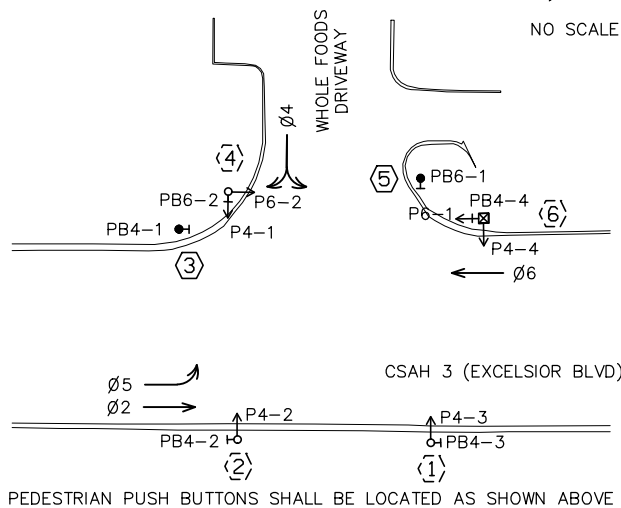 NO SCALE
WHOLE FOODS
DRIVEWAY
Ø4
4
5
PB6-1
PB6-2
P6-2
PB4-4
P6-1
6
PB4-1
P4-1
P4-4
3
Ø6
CSAH 3 (EXCELSIOR BLVD)
Ø5
Ø2
P4-2
P4-3
PB4-2
PB4-3
2
1
PEDESTRIAN PUSH BUTTONS SHALL BE LOCATED AS SHOWN ABOVE